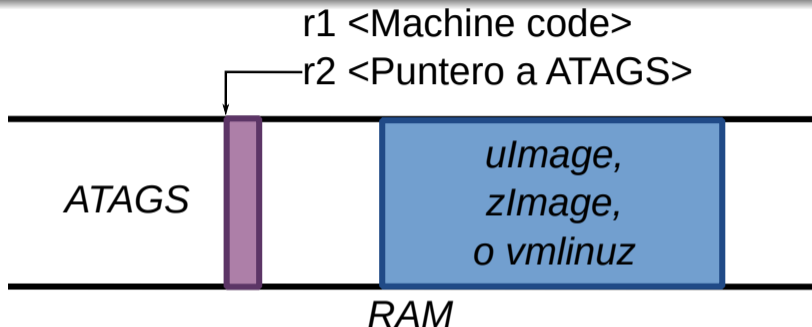 r1 <Machine code>
r2 <Puntero a ATAGS>
ATAGS
uImage,
zImage,
o vmlinuz
RAM